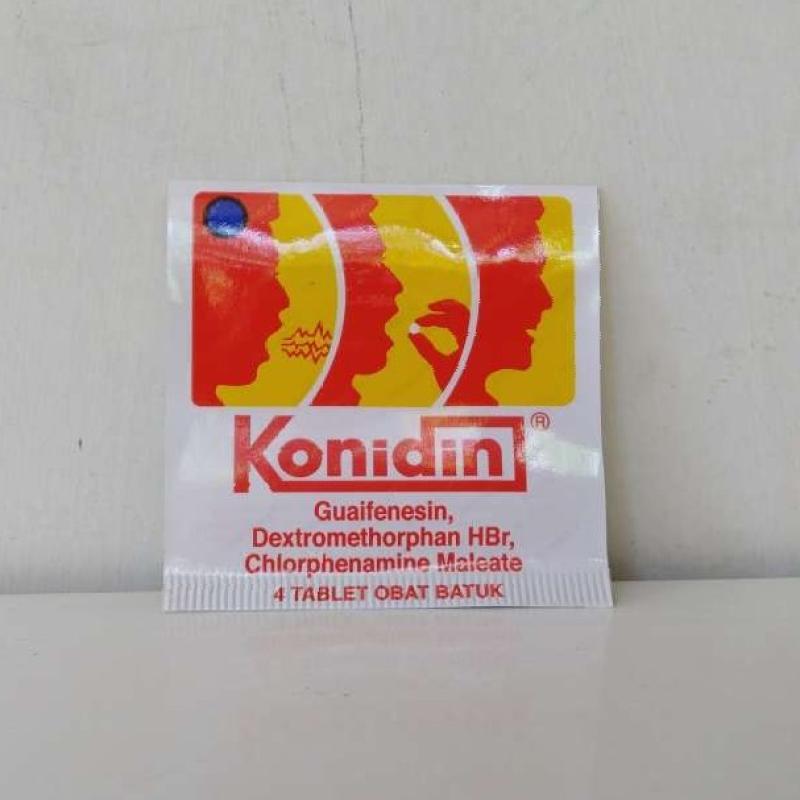 Konidin®
Guaifenesin,
Dextromethorphan HBr,
Chlorphenamine Maleate
4 TABLET OBAT BATUK